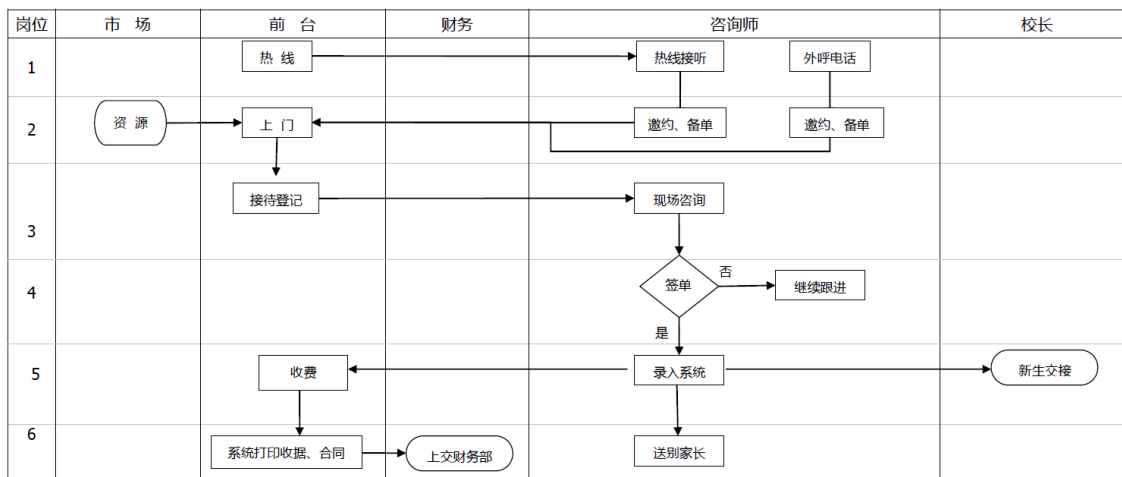 岗位 市 场 前 台 财务 咨询师 校长
1 热 线 热线接听 外呼电话
2 资 源 上 门 邀约、备单 邀约、备单
接待登记 现场咨询
3
否
4 签单 继续跟进
是
5 收费 录入系统 新生交接
6
系统打印收据、合同 上交财务部 送别家长